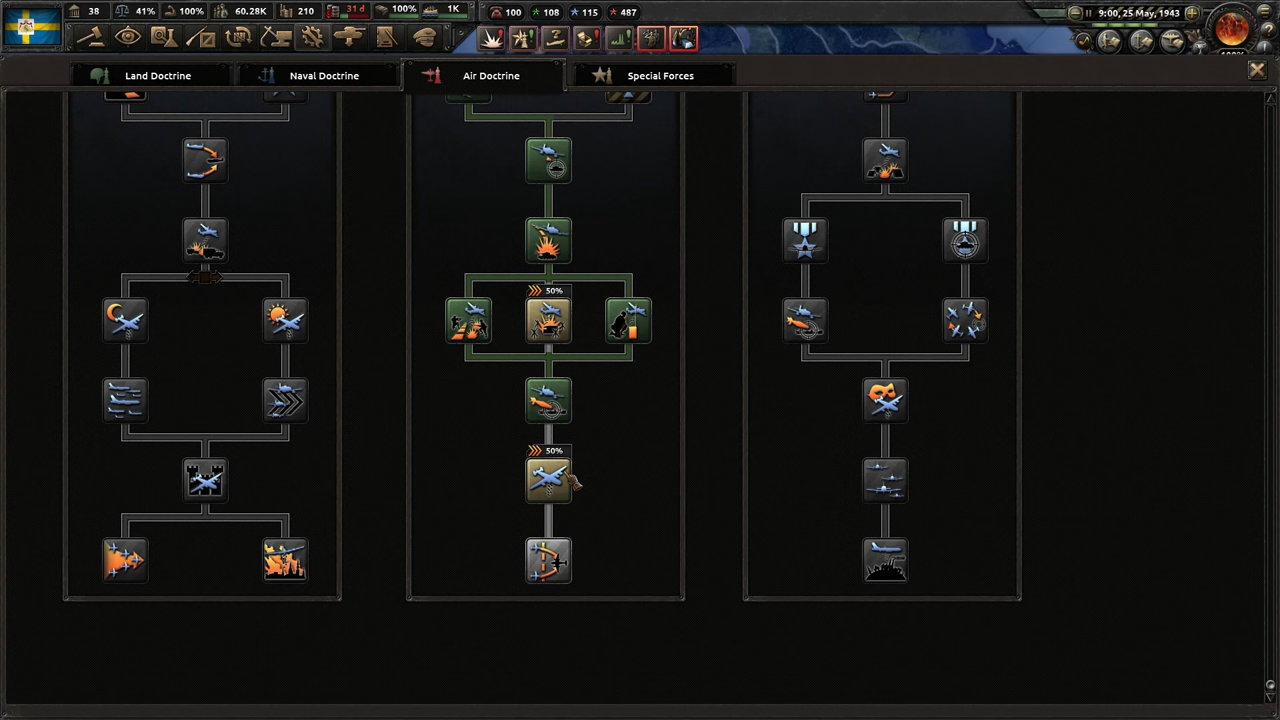 38 41% 100% 60.28K 210 31 d 100% 1K 100 108 115 487 9:00, 25 May, 1943
Land Doctrine Naval Doctrine Air Doctrine Special Forces
50%
50%